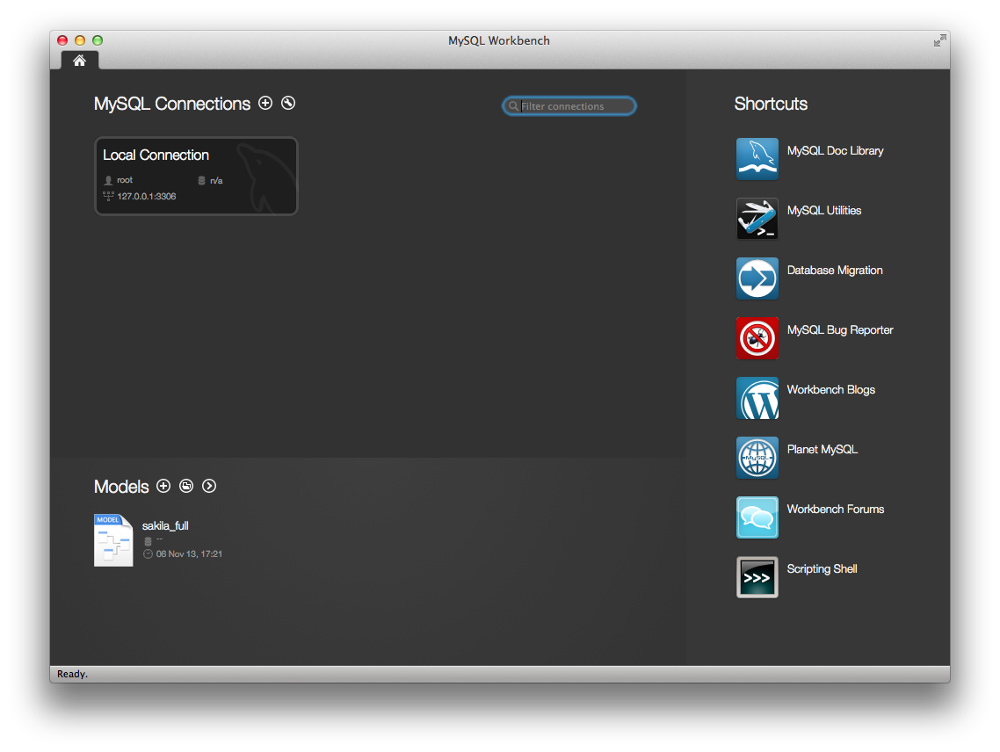 MySQL Workbench
MySQL Connections
Filter connections
Local Connection
root
n/a
127.0.0.1:3306
Models
MODEL
sakila_full
--
06 Nov 13, 17:21
Shortcuts
MySQL Doc Library
MySQL Utilities
>_
Database Migration
MySQL Bug Reporter
Workbench Blogs
W
MySQL
Planet MySQL
Workbench Forums
>>>
Scripting Shell
Ready.